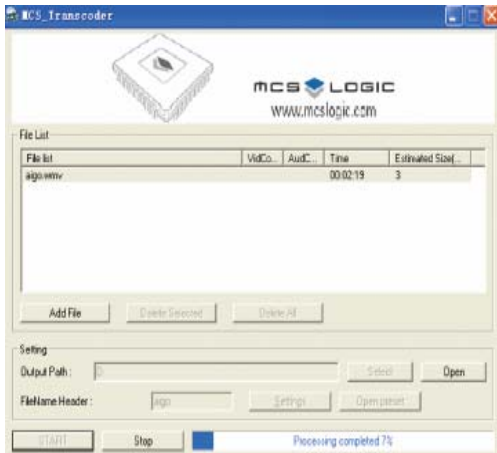 MCS_Transcoder
mcs LOGIC
www.mcslogic.com
File List
File list VidCo... AudC... Time Estimated Size(...
aigo.wmv 00:02:19 3
Add File Delete Selected Delete All
Setting
Output Path : Select Open
FileName Header : aigo Settings Open preset
START Stop Processing completed 7%